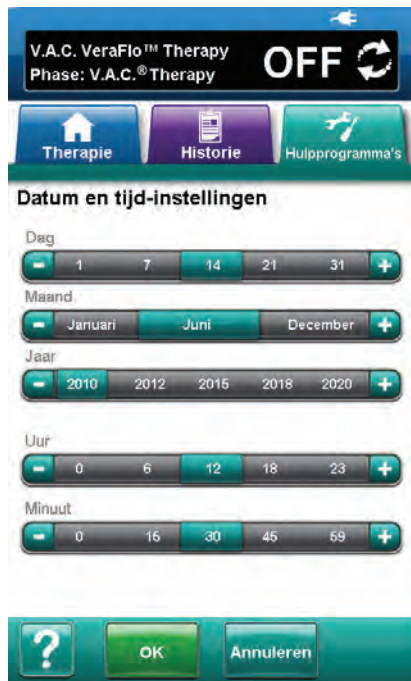 V.A.C. VeraFlo™ Therapy
Phase: V.A.C.® Therapy
OFF
Therapie
Historie
Hulpprogramma's
Datum en tijd-instellingen
Dag
- 1 7 14 21 31 +
Maand
- Januari Juni December +
Jaar
- 2010 2012 2015 2018 2020 +
Uur
- 0 6 12 18 23 +
Minuut
- 0 15 30 45 59 +
? OK Annuleren